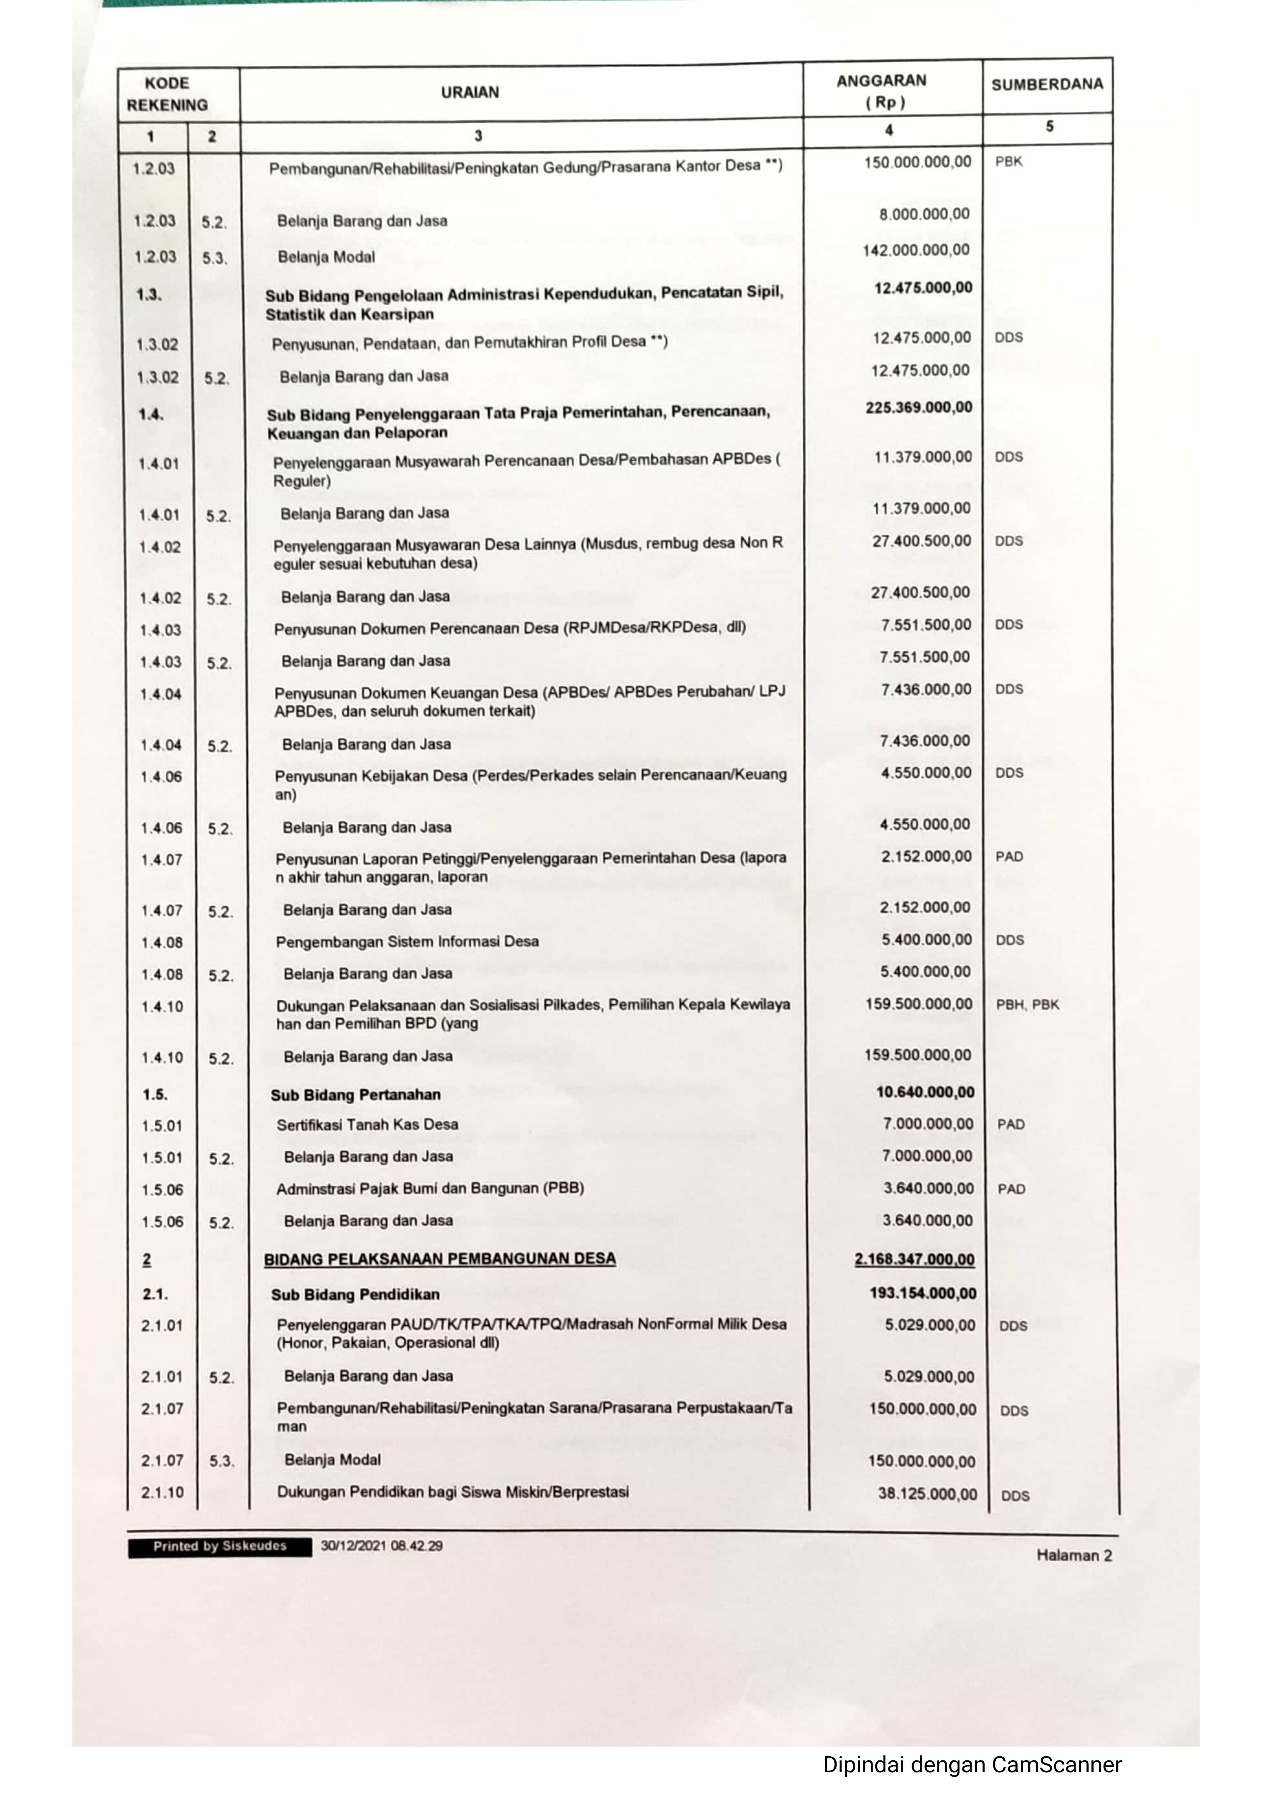 KODE REKENING URAIAN ANGGARAN ( Rp ) SUMBERDANA
1 2 3 4 5
1.2.03 Pembangunan/Rehabilitasi/Peningkatan Gedung/Prasarana Kantor Desa **) 150.000.000,00 PBK
1.2.03 5.2. Belanja Barang dan Jasa 8.000.000,00
1.2.03 5.3. Belanja Modal 142.000.000,00
1.3. Sub Bidang Pengelolaan Administrasi Kependudukan, Pencatatan Sipil, 12.475.000,00
Statistik dan Kearsipan
1.3.02 Penyusunan, Pendataan, dan Pemutakhiran Profil Desa **) 12.475.000,00 DDS
1.3.02 5.2. Belanja Barang dan Jasa 12.475.000,00
1.4. Sub Bidang Penyelenggaraan Tata Praja Pemerintahan, Perencanaan, 225.369.000,00
Keuangan dan Pelaporan
1.4.01 Penyelenggaraan Musyawarah Perencanaan Desa/Pembahasan APBDes ( 11.379.000,00 DDS
Reguler)
1.4.01 5.2. Belanja Barang dan Jasa 11.379.000,00
1.4.02 Penyelenggaraan Musyawaran Desa Lainnya (Musdus, rembug desa Non R 27.400.500,00 DDS
eguler sesuai kebutuhan desa)
1.4.02 5.2. Belanja Barang dan Jasa 27.400.500,00
1.4.03 Penyusunan Dokumen Perencanaan Desa (RPJMDesa/RKPDesa, dll) 7.551.500,00 DDS
1.4.03 5.2. Belanja Barang dan Jasa 7.551.500,00
1.4.04 Penyusunan Dokumen Keuangan Desa (APBDes/ APBDes Perubahan/ LPJ 7.436.000,00 DDS
APBDes, dan seluruh dokumen terkait)
1.4.04 5.2. Belanja Barang dan Jasa 7.436.000,00
1.4.06 Penyusunan Kebijakan Desa (Perdes/Perkades selain Perencanaan/Keuang 4.550.000,00 DDS
an)
1.4.06 5.2. Belanja Barang dan Jasa 4.550.000,00
1.4.07 Penyusunan Laporan Petinggi/Penyelenggaraan Pemerintahan Desa (lapora 2.152.000,00 PAD
n akhir tahun anggaran, laporan
1.4.07 5.2. Belanja Barang dan Jasa 2.152.000,00
1.4.08 Pengembangan Sistem Informasi Desa 5.400.000,00 DDS
1.4.08 5.2. Belanja Barang dan Jasa 5.400.000,00
1.4.10 Dukungan Pelaksanaan dan Sosialisasi Pilkades, Pemilihan Kepala Kewilaya 159.500.000,00 PBH, PBK
han dan Pemilihan BPD (yang
1.4.10 5.2. Belanja Barang dan Jasa 159.500.000,00
1.5. Sub Bidang Pertanahan 10.640.000,00
1.5.01 Sertifikasi Tanah Kas Desa 7.000.000,00 PAD
1.5.01 5.2. Belanja Barang dan Jasa 7.000.000,00
1.5.06 Adminstrasi Pajak Bumi dan Bangunan (PBB) 3.640.000,00 PAD
1.5.06 5.2. Belanja Barang dan Jasa 3.640.000,00
2 BIDANG PELAKSANAAN PEMBANGUNAN DESA 2.168.347.000,00
2.1. Sub Bidang Pendidikan 193.154.000,00
2.1.01 Penyelenggaran PAUD/TK/TPA/TKA/TPQ/Madrasah NonFormal Milik Desa 5.029.000,00 DDS
(Honor, Pakaian, Operasional dll)
2.1.01 5.2. Belanja Barang dan Jasa 5.029.000,00
2.1.07 Pembangunan/Rehabilitasi/Peningkatan Sarana/Prasarana Perpustakaan/Ta 150.000.000,00 DDS
man
2.1.07 5.3. Belanja Modal 150.000.000,00
2.1.10 Dukungan Pendidikan bagi Siswa Miskin/Berprestasi 38.125.000,00 DDS
Printed by Siskeudes 30/12/2021 08.42.29
Halaman 2
Dipindai dengan CamScanner